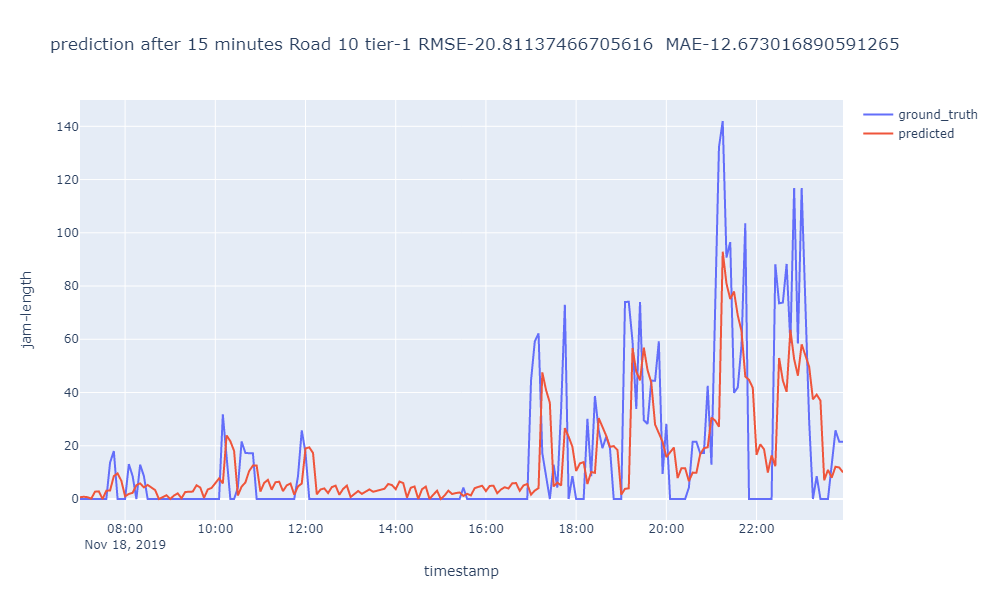 prediction after 15 minutes Road 10 tier-1 RMSE-20.81137466705616  MAE-12.673016890591265
ground_truth
predicted
140
120
100
80
60
40
20
0
jam-length
08:00 10:00 12:00 14:00 16:00 18:00 20:00 22:00
Nov 18, 2019
timestamp